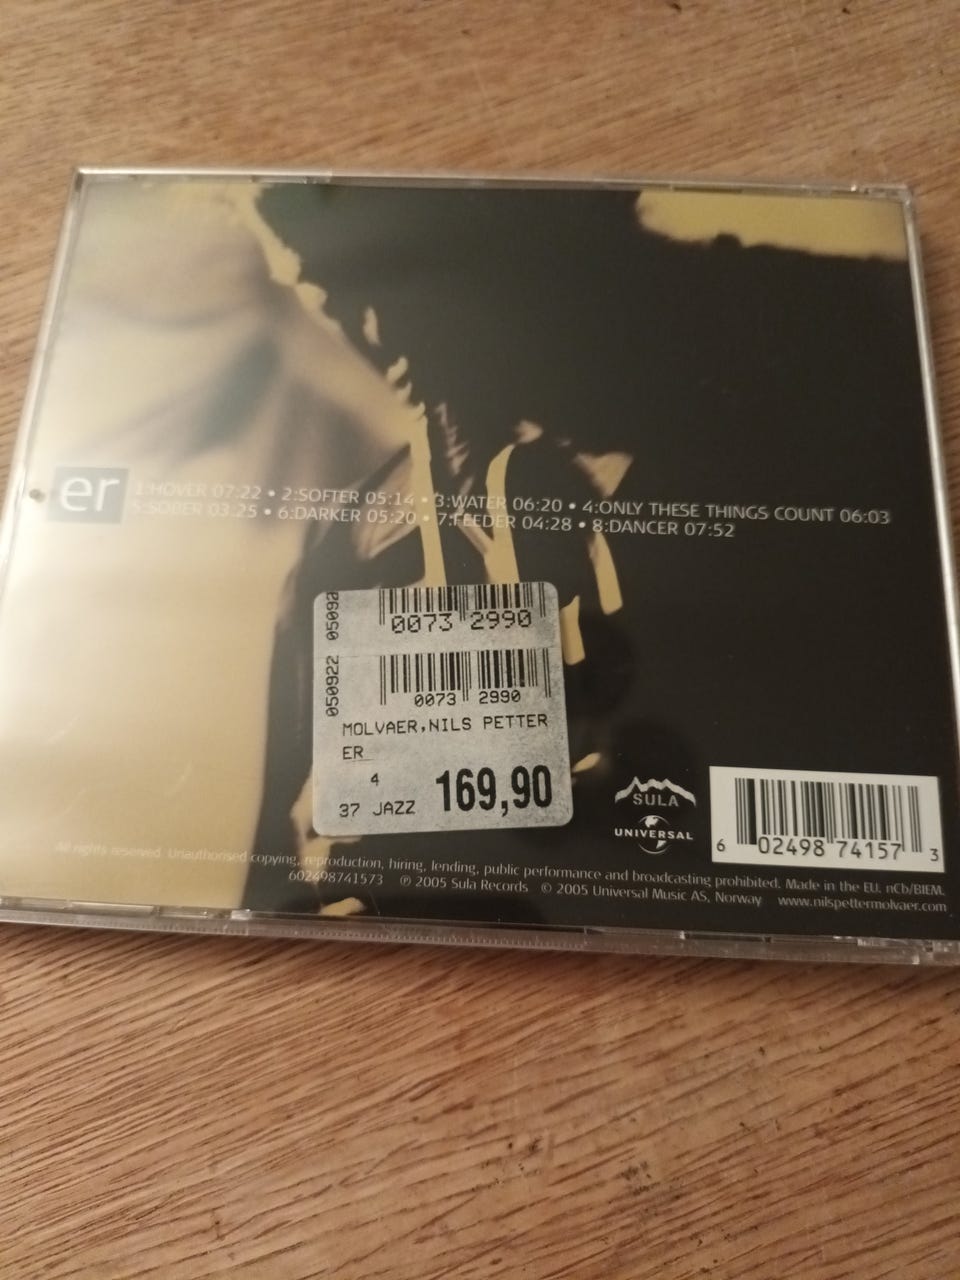 er
1:HOVER 07:22 • 2:SOFTER 05:14 • 3:WATER 06:20 • 4:ONLY THESE THINGS COUNT 06:03
5:SOBER 03:25 • 6:DARKER 05:20 • 7:FEEDER 04:28 • 8:DANCER 07:52
05092
0073 2990
050922
0073 2990
MOLVAER,NILS PETTER
ER
4
37 JAZZ 169,90
SULA
UNIVERSAL
6 02498 74157 3
All rights reserved. Unauthorised copying, reproduction, hiring, lending, public performance and broadcasting prohibited. Made in the EU. nCb/BIEM.
602498741573 ℗ 2005 Sula Records © 2005 Universal Music AS, Norway www.nilspettermolvaer.com